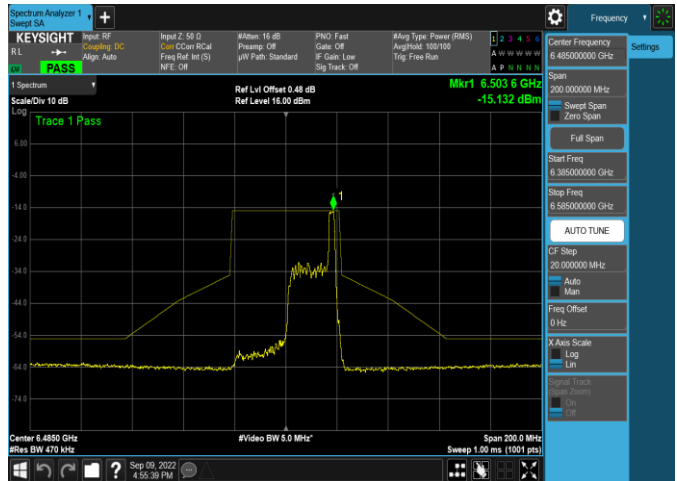 Spectrum Analyzer 1
Swept SA
Frequency
KEYSIGHT
RL
PASS
Input: RF
Coupling: DC
Align: Auto
Input Z: 50 Ω
Corr CCorr RCal
Freq Ref: Int (S)
NFE: Off
#Atten: 16 dB
Preamp: Off
µW Path: Standard
PNO: Fast
Gate: Off
IF Gain: Low
Sig Track: Off
#Avg Type: Power (RMS)
Avg|Hold: 100/100
Trig: Free Run
1 2 3 4 5 6
A W W W W W
A P N N N N
1 Spectrum
Scale/Div 10 dB
Log
Ref Lvl Offset 0.48 dB
Ref Level 16.00 dBm
Mkr1 6.503 6 GHz
-15.132 dBm
Trace 1 Pass
6.00
-4.00
-14.0
-24.0
-34.0
-44.0
-54.0
-64.0
-74.0
1
Center 6.4850 GHz
#Res BW 470 kHz
#Video BW 5.0 MHz*
Span 200.0 MHz
Sweep 1.00 ms (1001 pts)
Sep 09, 2022
4:55:39 PM
Center Frequency
6.485000000 GHz
Span
200.000000 MHz
Swept Span
Zero Span
Full Span
Start Freq
6.385000000 GHz
Stop Freq
6.585000000 GHz
AUTO TUNE
CF Step
20.000000 MHz
Auto
Man
Freq Offset
0 Hz
X Axis Scale
Log
Lin
Signal Track
(Span Zoom)
On
Off
Settings